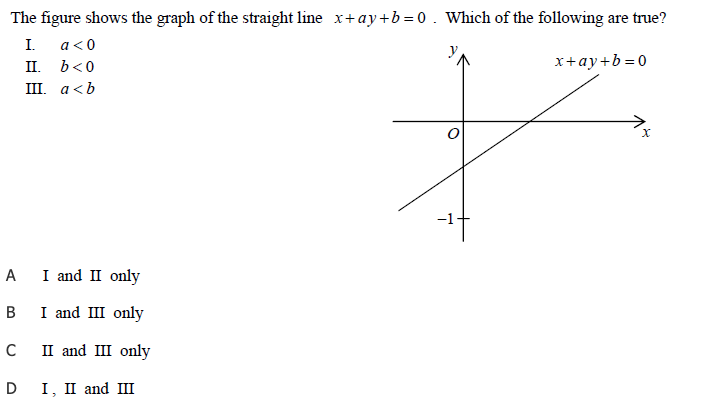 The figure shows the graph of the straight line x+ay+b=0 . Which of the following are true?
I. a<0
II. b<0
III. a<b
y
x+ay+b=0
O
x
−1
A I and II only
B I and III only
C II and III only
D I, II and III